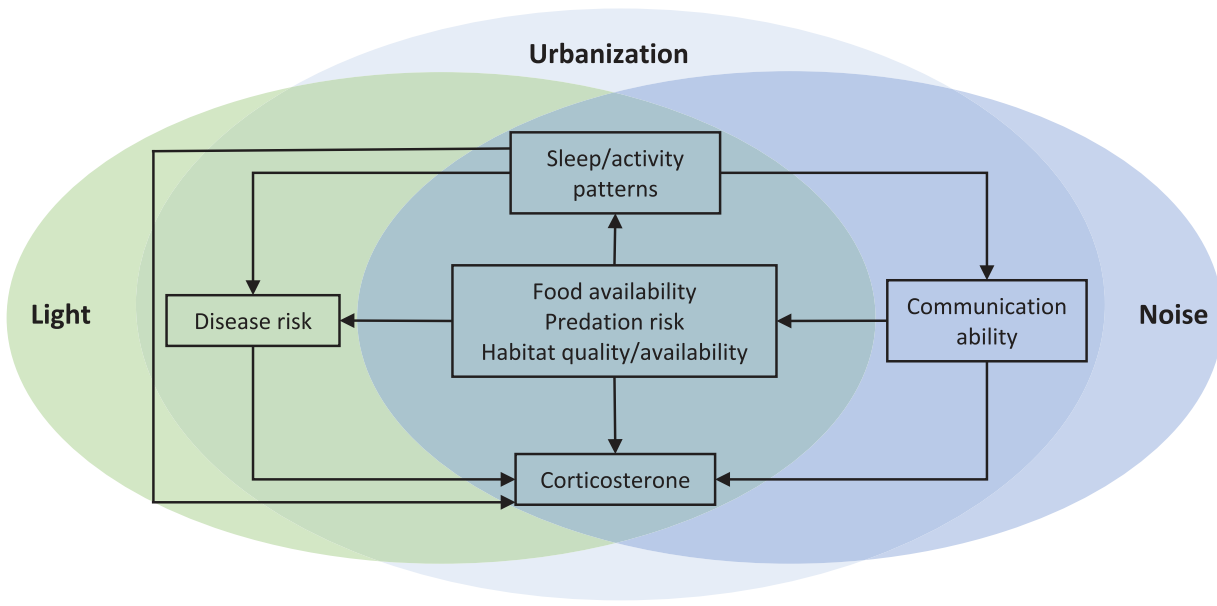 Urbanization
Sleep/activity
patterns
Light
Disease risk
Food availability
Predation risk
Habitat quality/availability
Communication
ability
Noise
Corticosterone